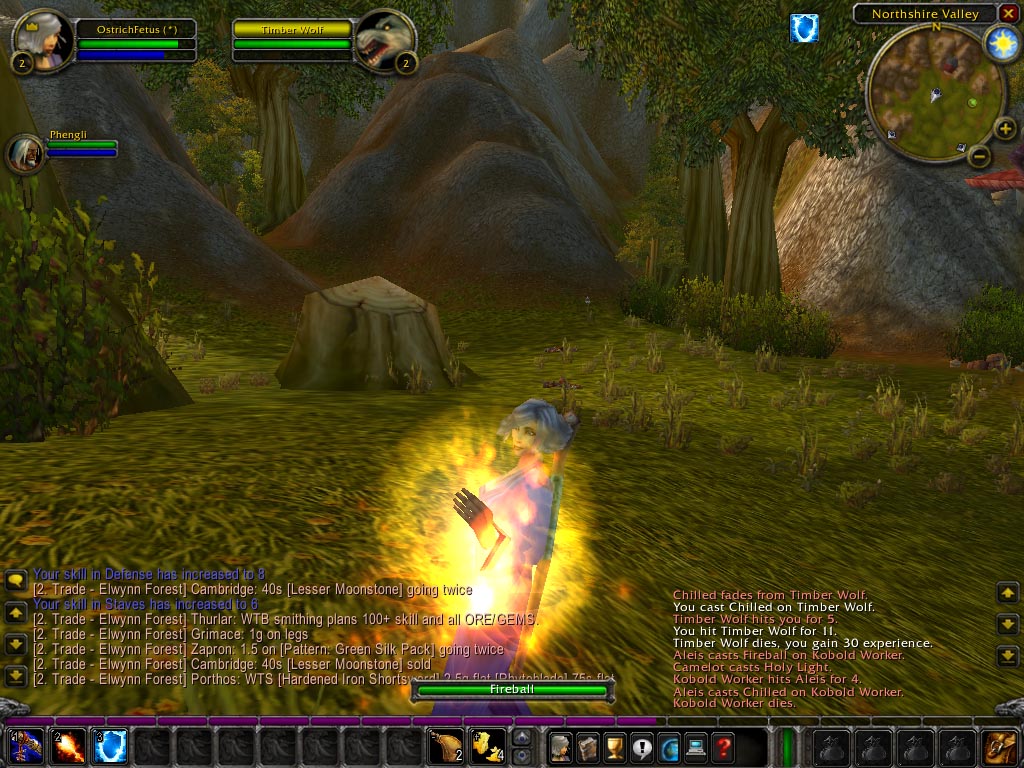 OstrichFetus (*)
2
Timber Wolf
2
Northshire Valley
N
Phengli
Your skill in Defense has increased to 8
[2. Trade - Elwynn Forest] Cambridge: 40s [Lesser Moonstone] going twice
Your skill in Staves has increased to 6
[2. Trade - Elwynn Forest] Thurlar: WTB smithing plans 100+ skill and all ORE/GEMS.
[2. Trade - Elwynn Forest] Grimace: 1g on legs
[2. Trade - Elwynn Forest] Zapron: 1.5 on [Pattern: Green Silk Pack] going twice
[2. Trade - Elwynn Forest] Cambridge: 40s [Lesser Moonstone] sold
[2. Trade - Elwynn Forest] Porthos: WTS [Hardened Iron Shortsword] 2.5g flat [Phytoblade] 75s flat
Chilled fades from Timber Wolf.
You cast Chilled on Timber Wolf.
Timber Wolf hits you for 5.
You hit Timber Wolf for 11.
Timber Wolf dies, you gain 30 experience.
Aleis casts Fireball on Kobold Worker.
Camelot casts Holy Light.
Kobold Worker hits Aleis for 4.
Aleis casts Chilled on Kobold Worker.
Kobold Worker dies.
Fireball
1
2
3
2
4